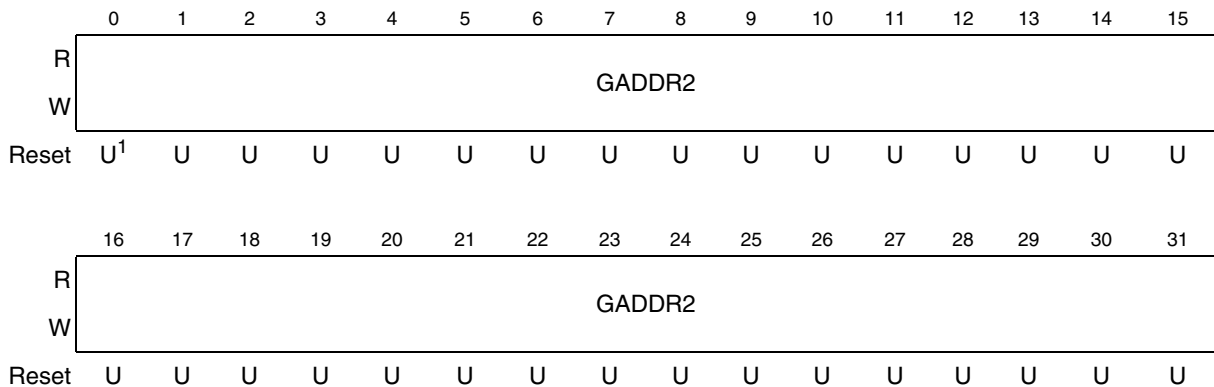 0 1 2 3 4 5 6 7 8 9 10 11 12 13 14 15
R
GADDR2
W
Reset U1 U U U U U U U U U U U U U U U
16 17 18 19 20 21 22 23 24 25 26 27 28 29 30 31
R
GADDR2
W
Reset U U U U U U U U U U U U U U U U